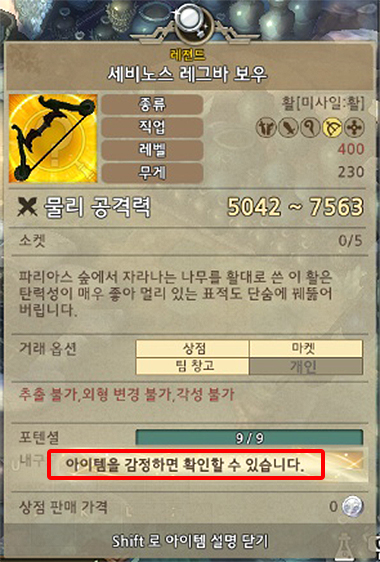 레전드
세비노스 레그바 보우
종류 활[미사일:활]
직업
레벨 400
무게 230
물리 공격력 5042 ~ 7563
소켓 0/5
파리아스 숲에서 자라나는 나무를 활대로 쓴 이 활은
탄력성이 매우 좋아 멀리 있는 표적도 단숨에 꿰뚫어
버립니다.
거래 옵션 상점 마켓
팀 창고 개인
추출 불가,외형 변경 불가,각성 불가
포텐셜 9 / 9
내구
아이템을 감정하면 확인할 수 있습니다.
상점 판매 가격 0
Shift 로 아이템 설명 닫기